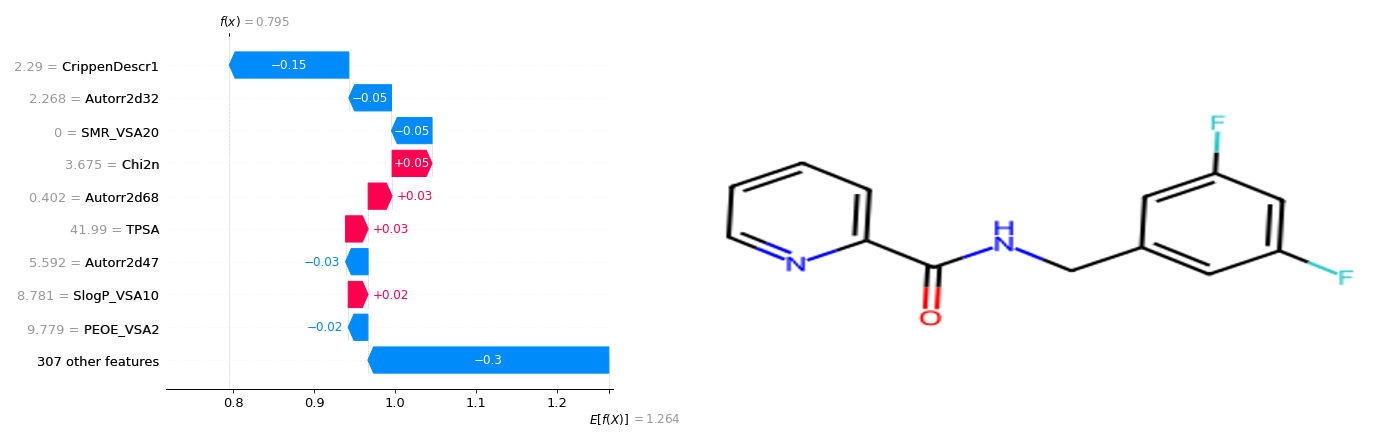 f(x) = 0.795
2.29 = CrippenDescr1
−0.15
2.268 = Autorr2d32
−0.05
0 = SMR_VSA20
−0.05
3.675 = Chi2n
+0.05
0.402 = Autorr2d68
+0.03
41.99 = TPSA
+0.03
5.592 = Autorr2d47
−0.03
8.781 = SlogP_VSA10
+0.02
9.779 = PEOE_VSA2
−0.02
307 other features
−0.3
0.8 0.9 1.0 1.1 1.2
E[f(X)] = 1.264
F
H
N
N
F
O